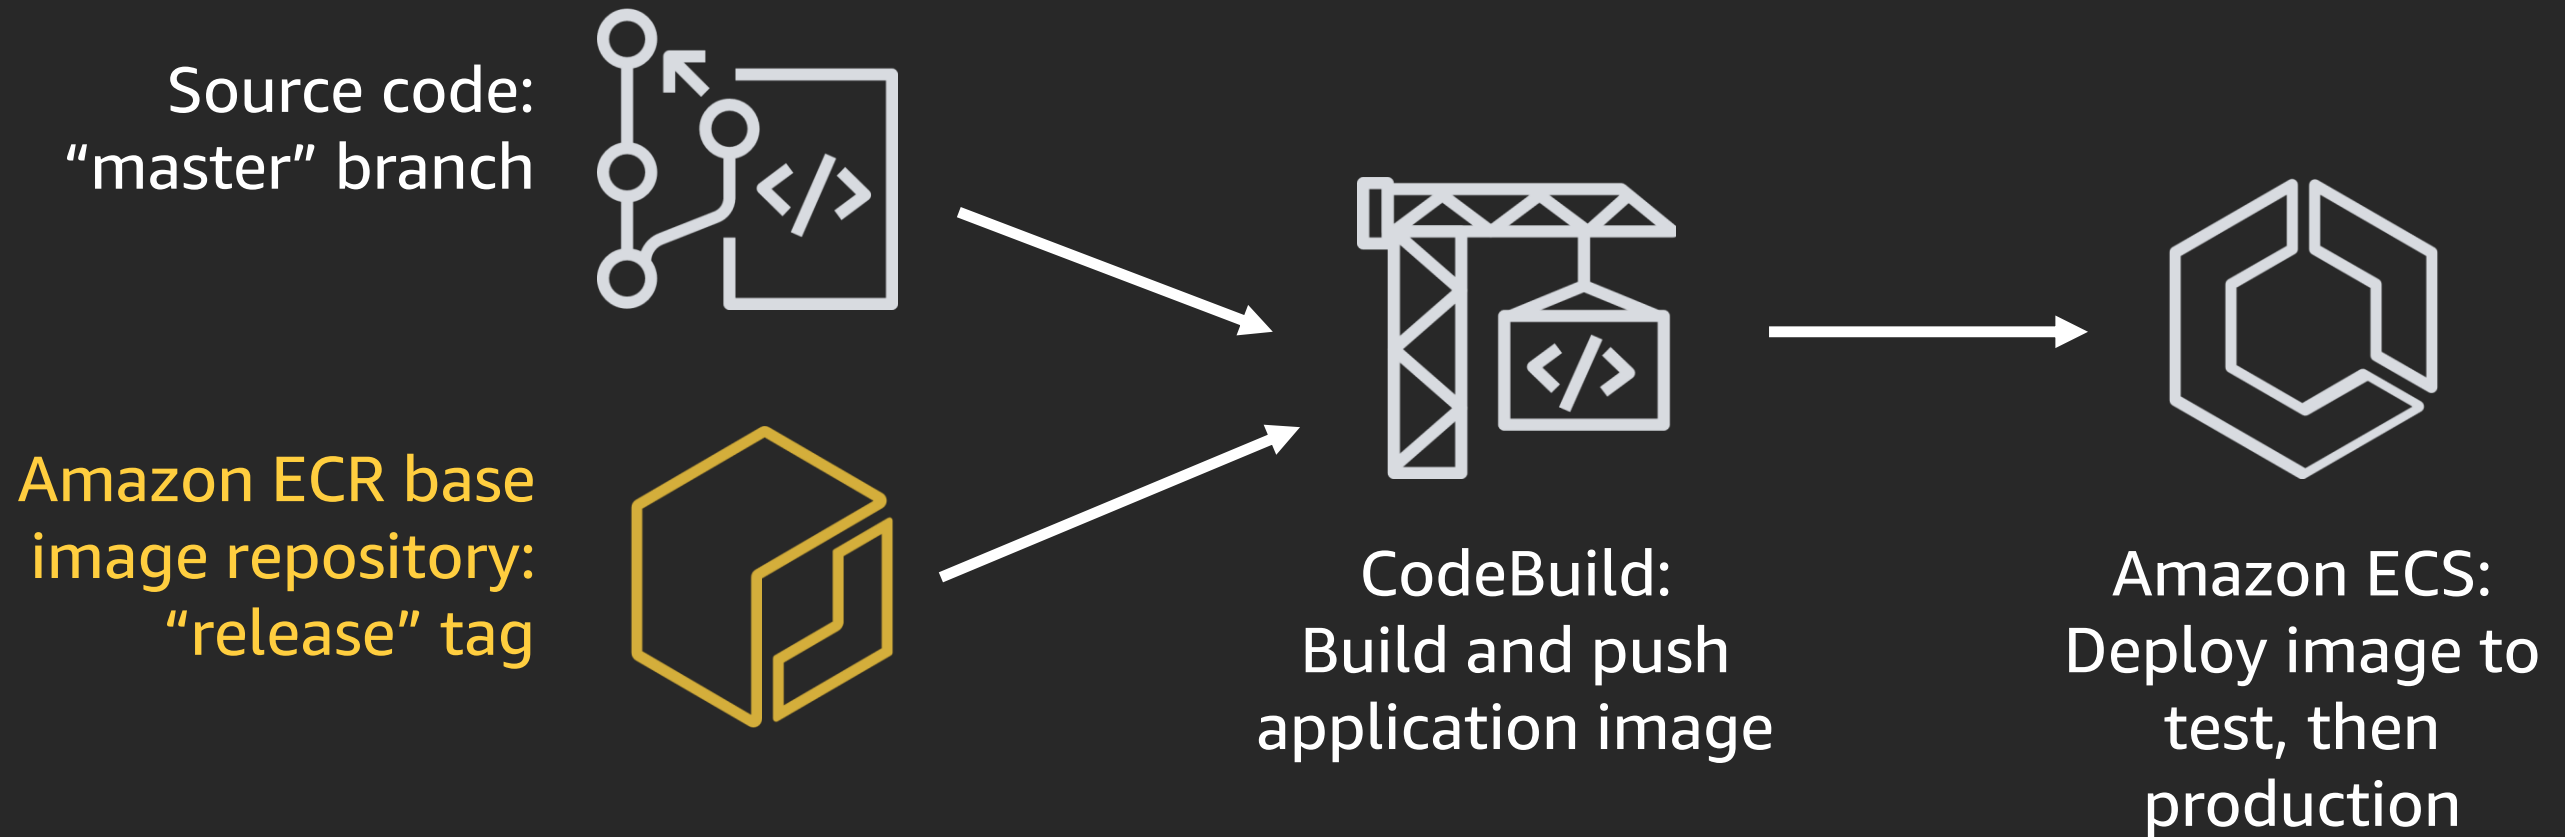 Source code:
“master” branch
Amazon ECR base
image repository:
“release” tag
</>
</>
CodeBuild:
Build and push
application image
Amazon ECS:
Deploy image to
test, then
production